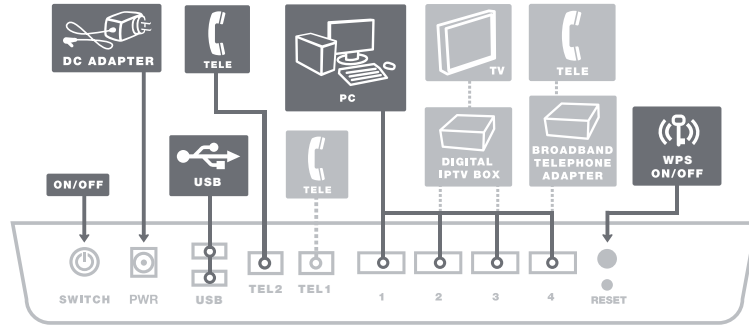 DC ADAPTER
TELE
PC
TV
TELE
USB
TELE
DIGITAL
IPTV BOX
BROADBAND
TELEPHONE
ADAPTER
WPS
ON/OFF
ON/OFF
SWITCH
PWR
USB
TEL2
TEL1
1
2
3
4
RESET